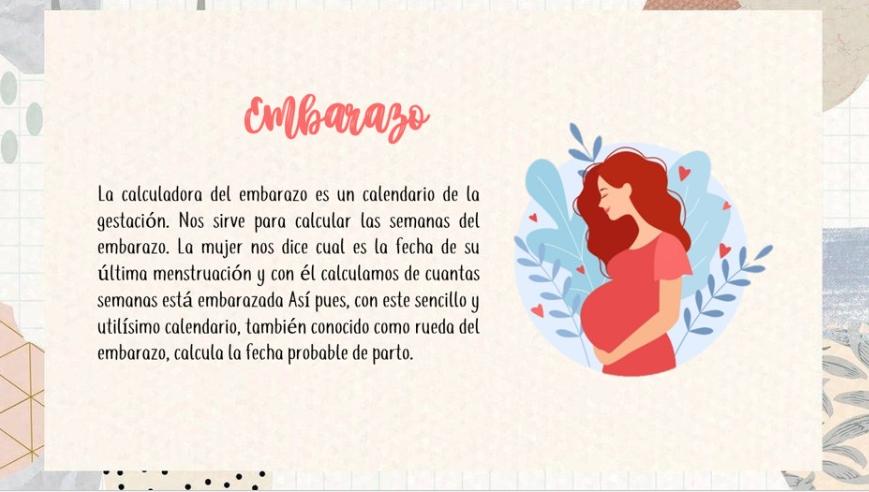 Embarazo
La calculadora del embarazo es un calendario de la
gestación. Nos sirve para calcular las semanas del
embarazo. La mujer nos dice cual es la fecha de su
última menstruación y con él calculamos de cuantas
semanas está embarazada Así pues, con este sencillo y
utilísimo calendario, también conocido como rueda del
embarazo, calcula la fecha probable de parto.